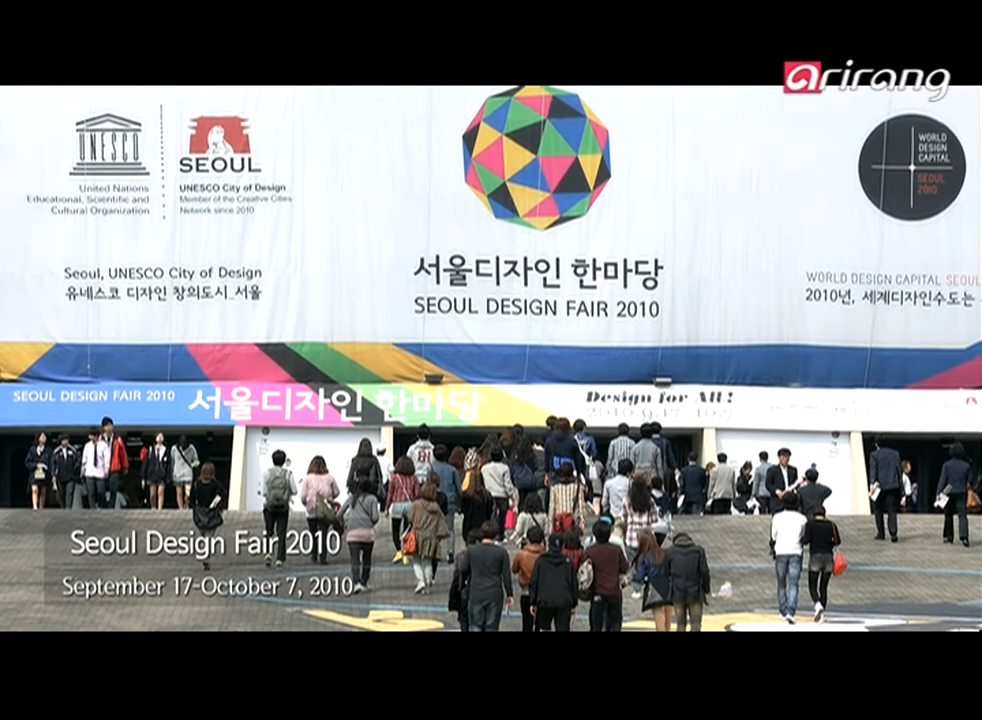 arirang
UNESCO
United Nations
Educational, Scientific and
Cultural Organization
SEOUL
UNESCO City of Design
Member of the Creative Cities
Network since 2010
WORLD
DESIGN
CAPITAL
SEOUL
2010
Seoul, UNESCO City of Design
유네스코 디자인 창의도시_서울
서울디자인 한마당
SEOUL DESIGN FAIR 2010
WORLD DESIGN CAPITAL SEOUL
2010년, 세계디자인수도는
SEOUL DESIGN FAIR 2010
서울디자인 한마당
Design for All!
Seoul Design Fair 2010
September 17-October 7, 2010